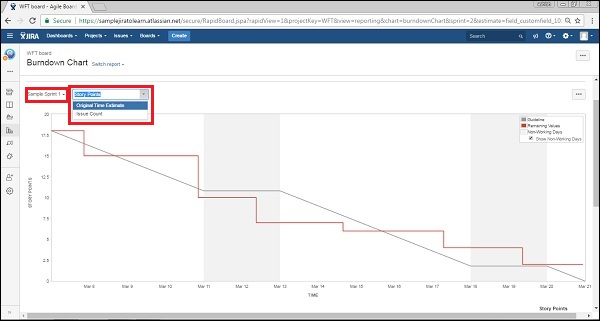 WFT board - Agile Board
Secure https://samplejiratolearn.atlassian.net/secure/RapidBoard.jspa?rapidView=1&projectKey=WFT&view=reporting&chart=burndownChart&sprint=2&estimate=field_customfield_10
JIRA Dashboards Projects Issues Boards Create Search
WFT board
Burndown Chart Switch report
Sample Sprint 1 Story Points
Original Time Estimate
Issue Count
20
17.5
15
12.5
10
7.5
5
2.5
0
STORY POINTS
Guideline
Remaining Values
Non-Working Days
Show Non-Working Days
Mar 8 Mar 9 Mar 10 Mar 11 Mar 12 Mar 13 Mar 14 Mar 15 Mar 16 Mar 17 Mar 18 Mar 19 Mar 20 Mar 21
TIME
Story Points